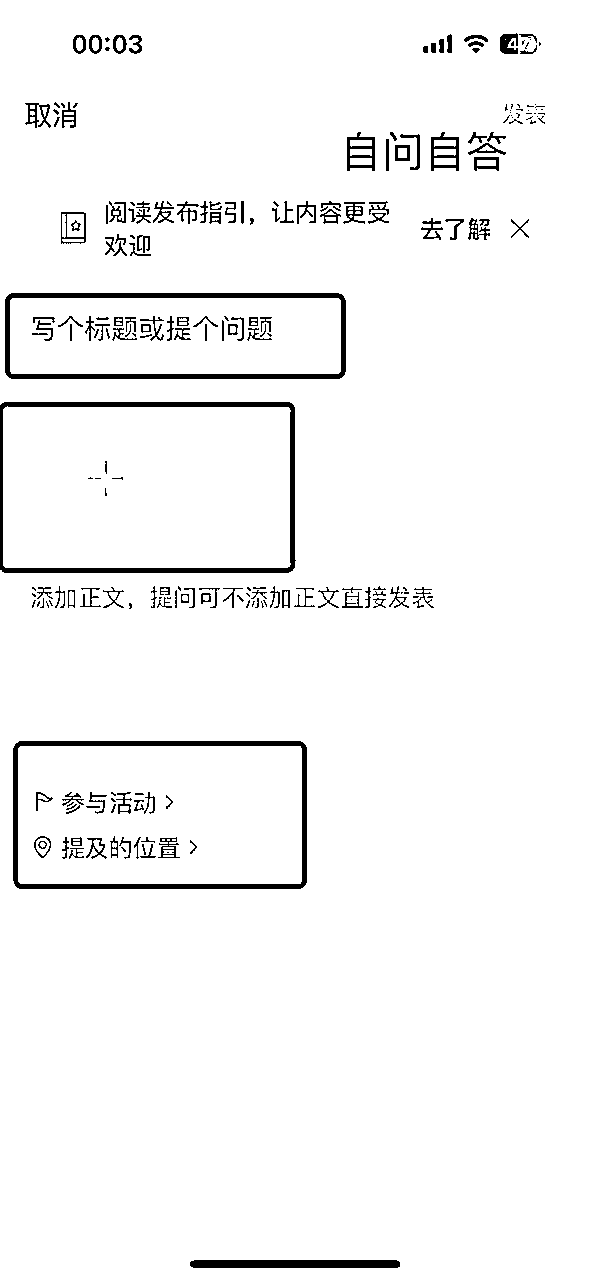 00:03
取消
发表
自问自答
阅读发布指引，让内容更受
欢迎
去了解
写个标题或提个问题
添加正文，提问可不添加正文直接发表
参与活动
提及的位置